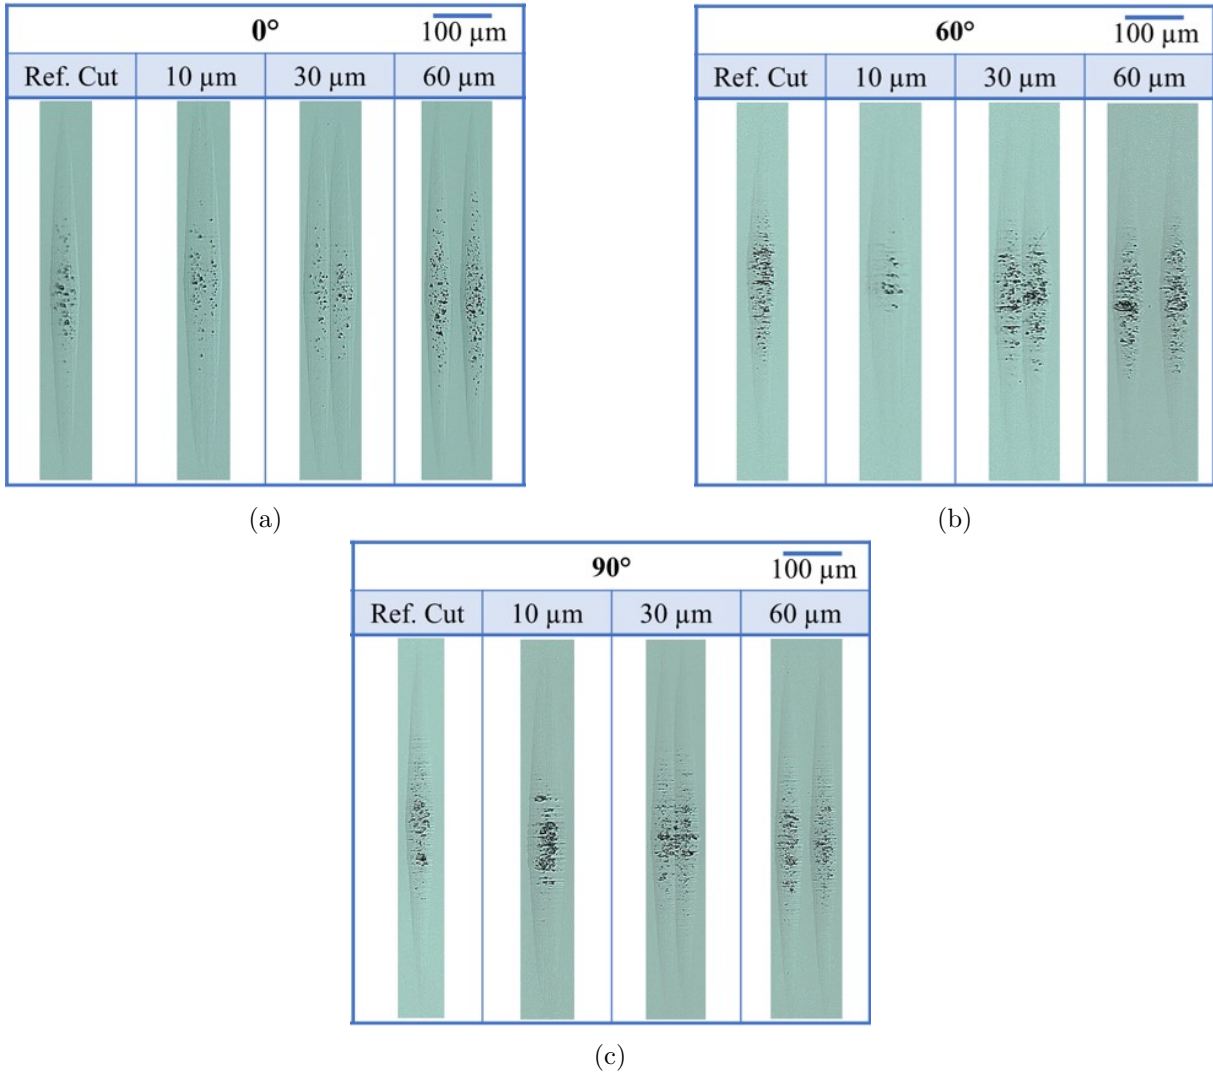 0° 100 µm
Ref. Cut 10 µm 30 µm 60 µm
60° 100 µm
Ref. Cut 10 µm 30 µm 60 µm
(a)
(b)
90° 100 µm
Ref. Cut 10 µm 30 µm 60 µm
(c)